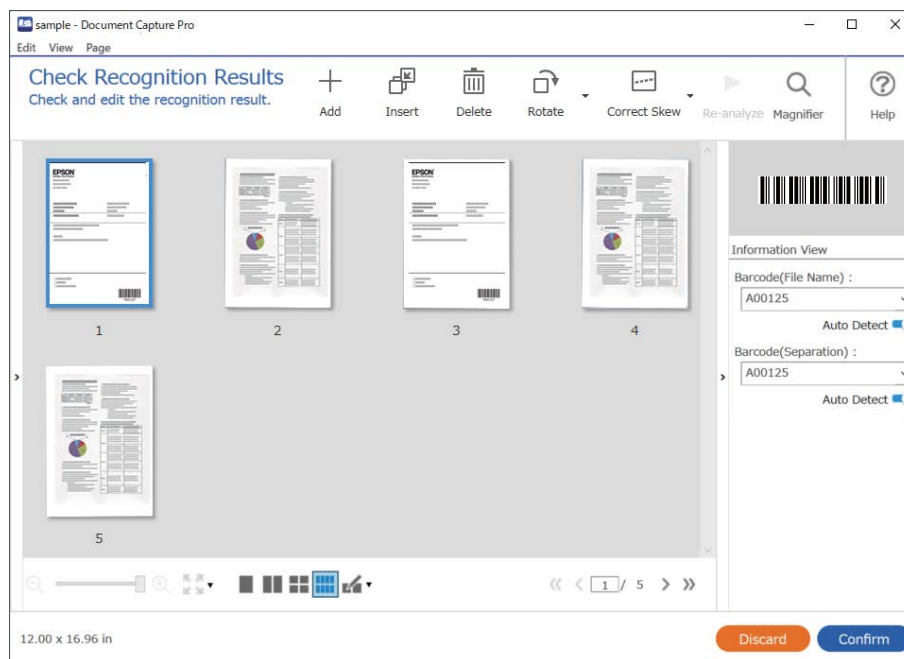 sample - Document Capture Pro
Edit View Page
Check Recognition Results
Check and edit the recognition result.
Add
Insert
Delete
Rotate
Correct Skew
Re-analyze
Magnifier
Help
EPSON
EPSON
1
2
3
4
5
Information View
Barcode(File Name) :
A00125
Auto Detect
Barcode(Separation) :
A00125
Auto Detect
1 / 5
12.00 x 16.96 in
Discard
Confirm